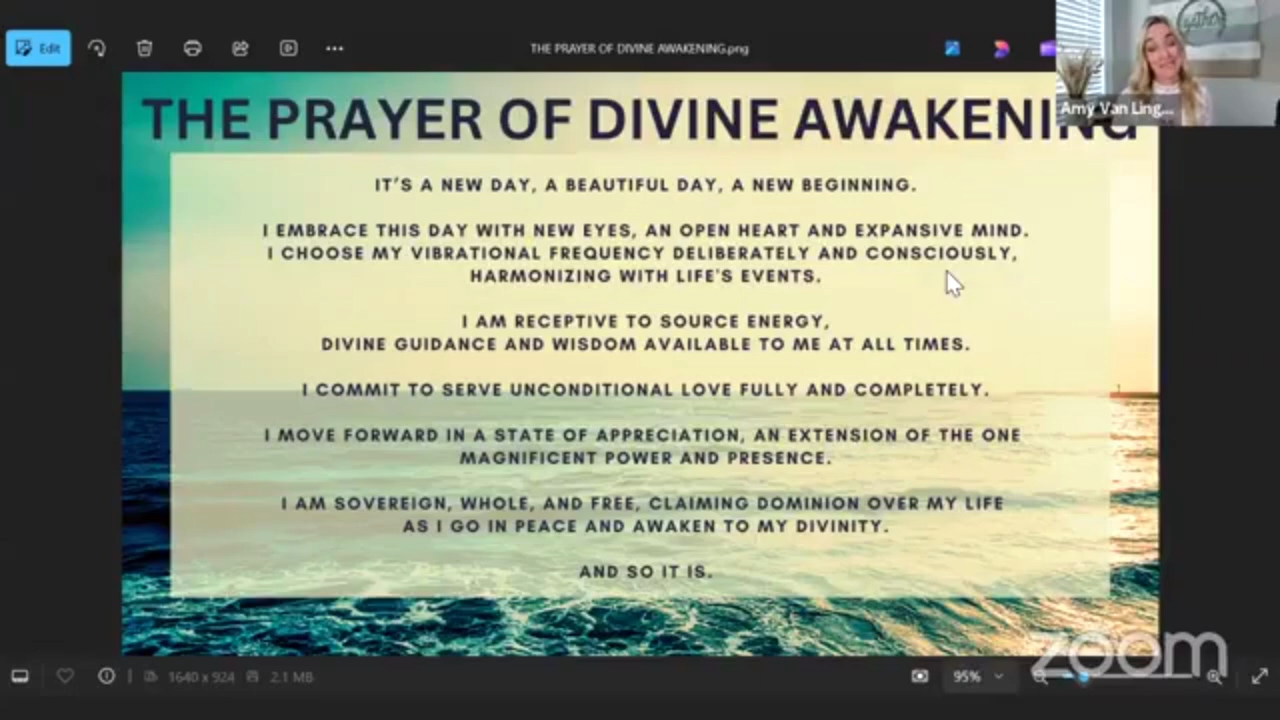 Edit
THE PRAYER OF DIVINE AWAKENING.png
gather
Amy Van Ling...
THE PRAYER OF DIVINE AWAKENING
IT'S A NEW DAY, A BEAUTIFUL DAY, A NEW BEGINNING.
I EMBRACE THIS DAY WITH NEW EYES, AN OPEN HEART AND EXPANSIVE MIND.
I CHOOSE MY VIBRATIONAL FREQUENCY DELIBERATELY AND CONSCIOUSLY,
HARMONIZING WITH LIFE'S EVENTS.
I AM RECEPTIVE TO SOURCE ENERGY,
DIVINE GUIDANCE AND WISDOM AVAILABLE TO ME AT ALL TIMES.
I COMMIT TO SERVE UNCONDITIONAL LOVE FULLY AND COMPLETELY.
I MOVE FORWARD IN A STATE OF APPRECIATION, AN EXTENSION OF THE ONE
MAGNIFICENT POWER AND PRESENCE.
I AM SOVEREIGN, WHOLE, AND FREE, CLAIMING DOMINION OVER MY LIFE
AS I GO IN PEACE AND AWAKEN TO MY DIVINITY.
AND SO IT IS.
zoom
1640 x 924
2.1 MB
95%